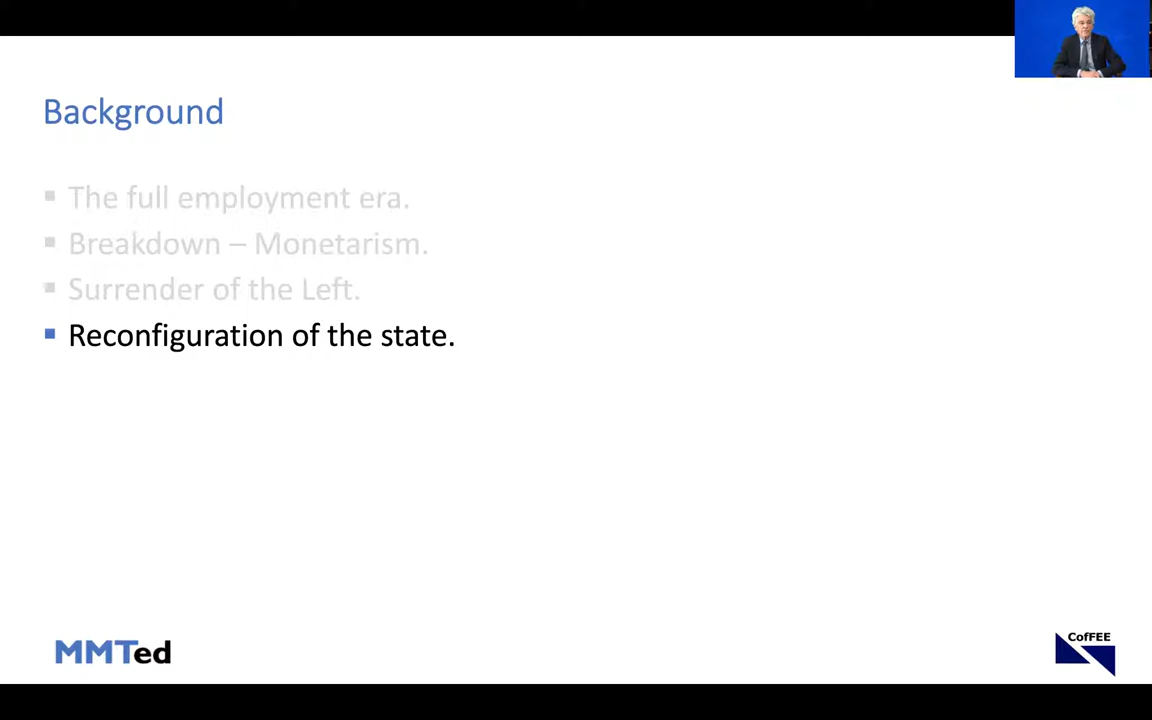 Background
▪ The full employment era.
▪ Breakdown – Monetarism.
▪ Surrender of the Left.
▪ Reconfiguration of the state.
MMTed
CofFEE